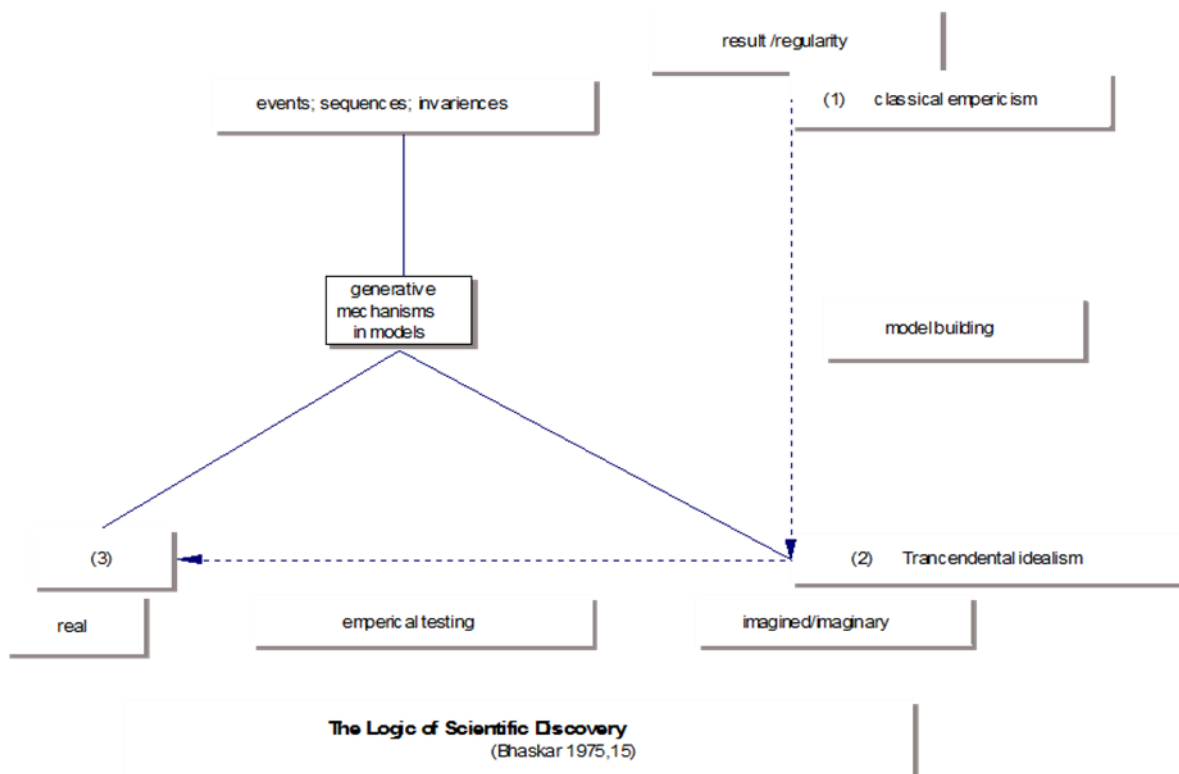 result /regularity
events; sequences; invariences
(1) classical empericism
generative
mechanisms
in models
model building
(3)
(2) Trancendental idealism
real
emperical testing
imagined/imaginary
The Logic of Scientific Discovery
(Bhaskar 1975,15)